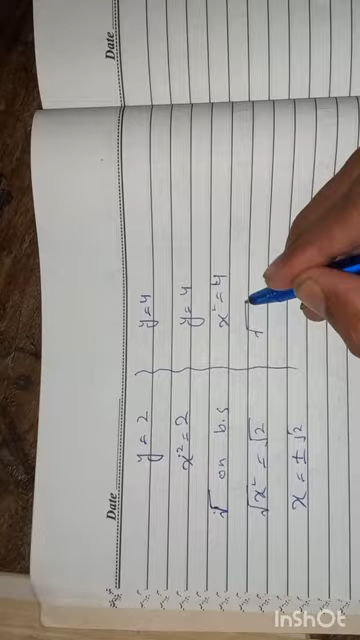 Date
y = 2
x² = 2
√ on b.s
√x² = √2
x = ±√2
Date
y = 4
y = 4
x² = 4
√
InShOt